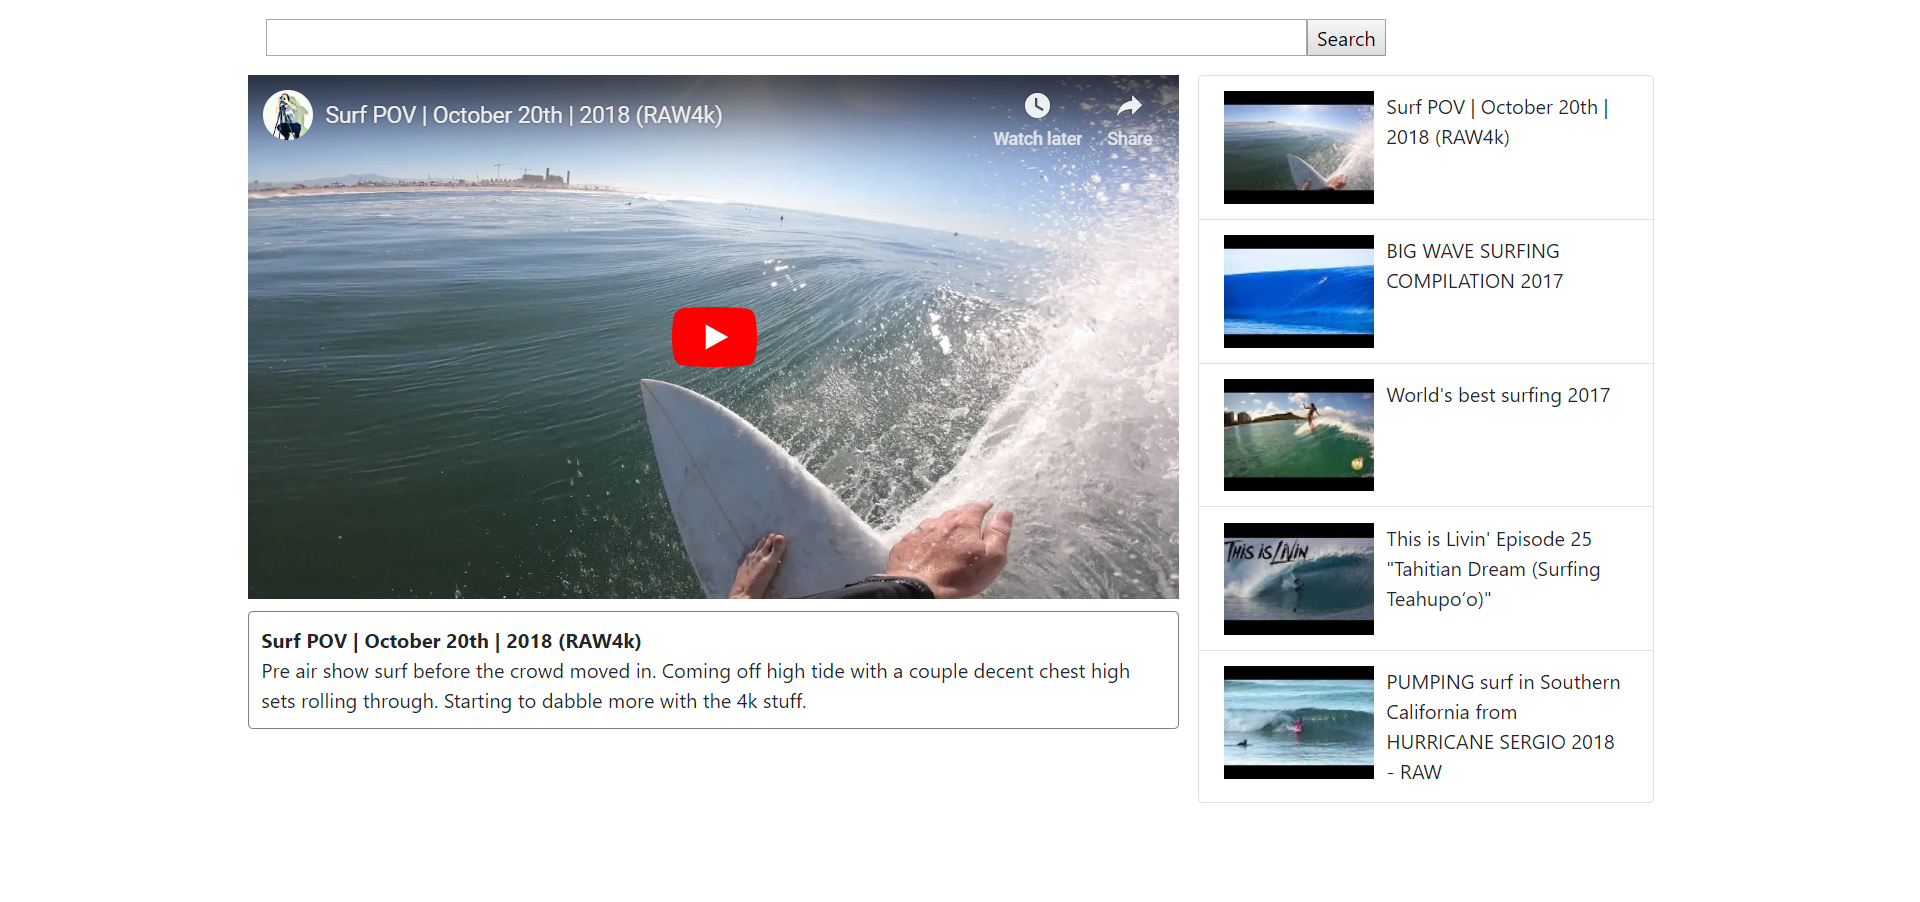 Search
Surf POV | October 20th | 2018 (RAW4k)
Watch later
Share
Surf POV | October 20th | 2018 (RAW4k)
Pre air show surf before the crowd moved in. Coming off high tide with a couple decent chest high
sets rolling through. Starting to dabble more with the 4k stuff.
Surf POV | October 20th |
2018 (RAW4k)
BIG WAVE SURFING
COMPILATION 2017
World's best surfing 2017
THIS IS LIVIN'
This is Livin' Episode 25
"Tahitian Dream (Surfing
Teahupoʻo)"
PUMPING surf in Southern
California from
HURRICANE SERGIO 2018
- RAW